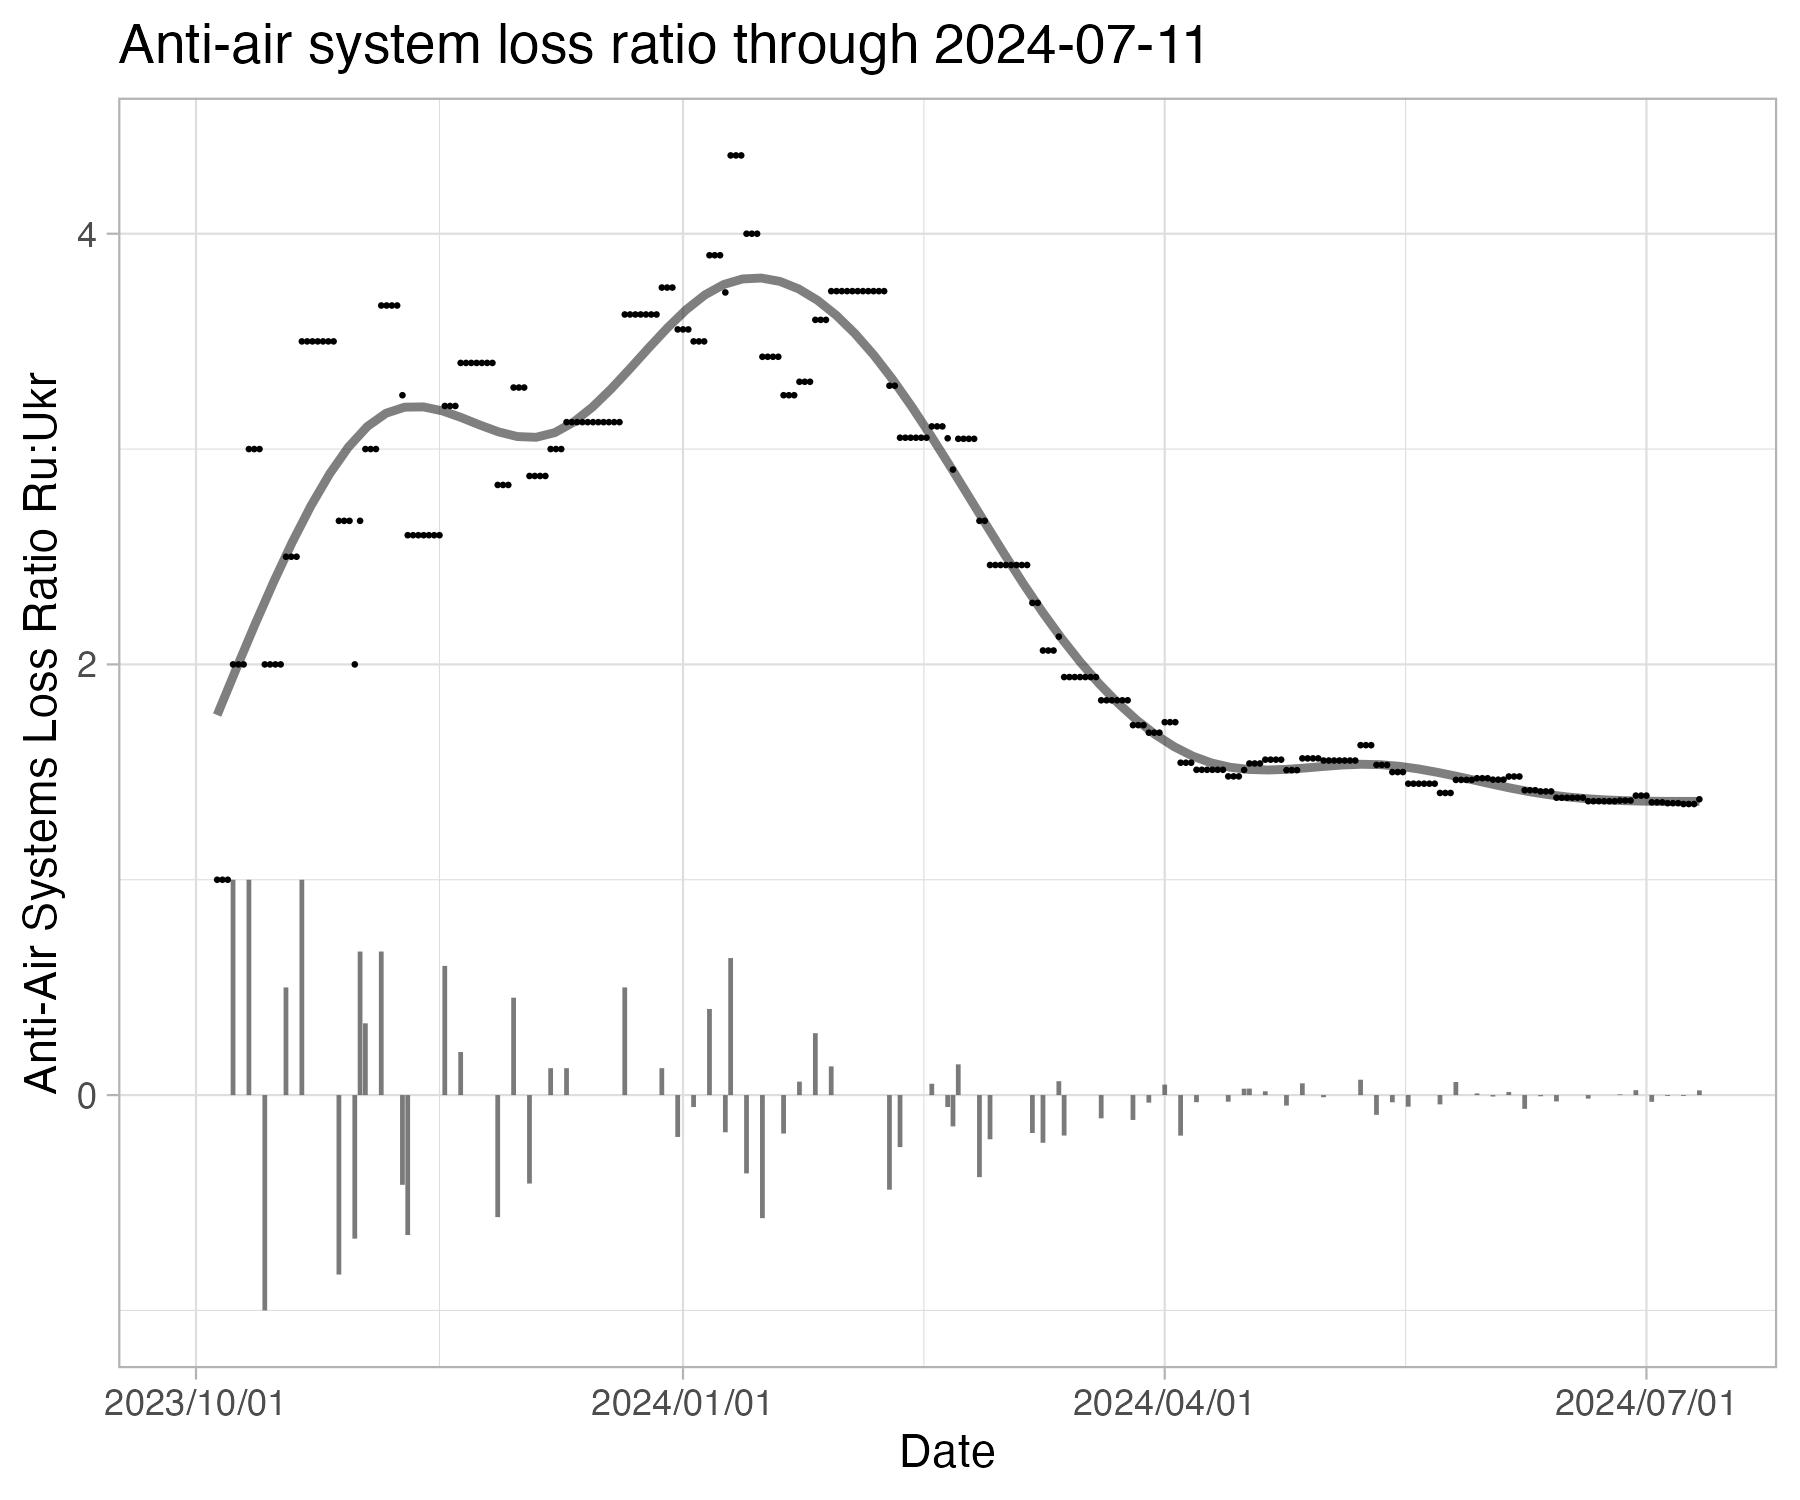 Anti-air system loss ratio through 2024-07-11
Anti-Air Systems Loss Ratio Ru:Ukr
4
2
0
2023/10/01
2024/01/01
2024/04/01
2024/07/01
Date